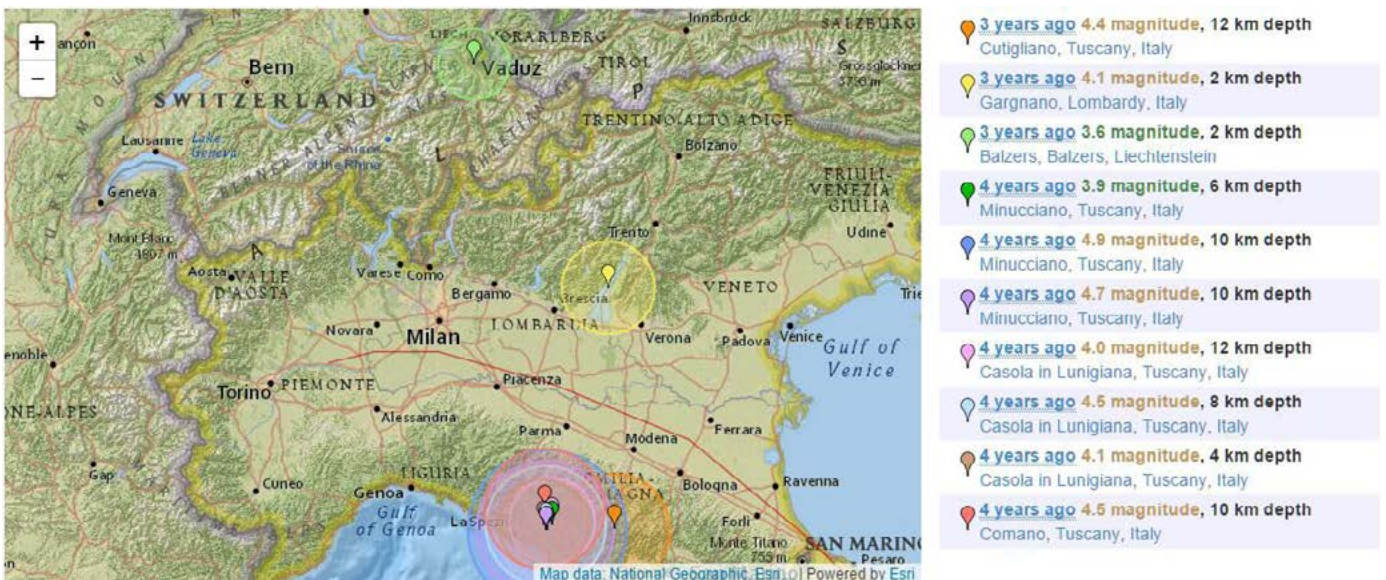 +
−
Innsbruck
SALZBURG
ançon
VORARLBERG
Bern
Vaduz
TIROL
Grossglockner
SWITZERLAND
TRENTINO-ALTO ADIGE
Lausanne
Lake
Geneva
BERNER ALPEN
Bolzano
Geneva
FRIULI-
VENEZIA
GIULIA
Mont Blanc
4807 m
Trento
Udine
Aosta
VALLE
D'AOSTA
Varese
Como
Bergamo
Brescia
VENETO
Trie
Novara
Milan
LOMBARDIA
Verona
Padova
Venice
Gulf of
Venice
enoble
Torino
PIEMONTE
Piacenza
NE-ALPES
Alessandria
Parma
Modena
Ferrara
Gap
Cuneo
LIGURIA
Genoa
Gulf
of Genoa
Bologna
Ravenna
Forli
Monte Titano
755 m
SAN MARINO
Pesaro
Map data: National Geographic, Esri
| Powered by Esri
3 years ago 4.4 magnitude, 12 km depth
Cutigliano, Tuscany, Italy
3 years ago 4.1 magnitude, 2 km depth
Gargnano, Lombardy, Italy
3 years ago 3.6 magnitude, 2 km depth
Balzers, Balzers, Liechtenstein
4 years ago 3.9 magnitude, 6 km depth
Minucciano, Tuscany, Italy
4 years ago 4.9 magnitude, 10 km depth
Minucciano, Tuscany, Italy
4 years ago 4.7 magnitude, 10 km depth
Minucciano, Tuscany, Italy
4 years ago 4.0 magnitude, 12 km depth
Casola in Lunigiana, Tuscany, Italy
4 years ago 4.5 magnitude, 8 km depth
Casola in Lunigiana, Tuscany, Italy
4 years ago 4.1 magnitude, 4 km depth
Casola in Lunigiana, Tuscany, Italy
4 years ago 4.5 magnitude, 10 km depth
Comano, Tuscany, Italy